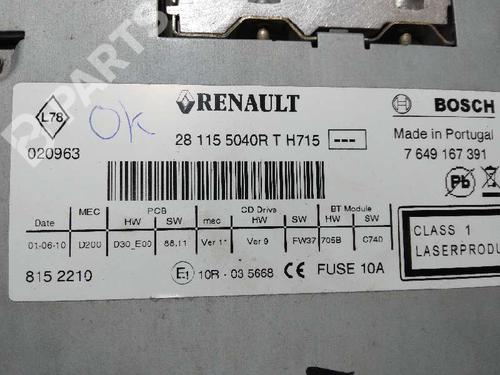 B-PARTS
L78
OK
RENAULT
BOSCH
020963
28 115 5040R T H715
---
Made in Portugal
7 649 167 391
Pb
Date
MEC
PCB
HW
SW
CD Drive
mec
HW
SW
BT Module
HW
SW
01-06-10
D200
D30_E00
88.11
Ver 11
Ver 9
FW37
705B
C740
CLASS 1
LASERPRODU
815 2210
E1
10R - 03 5668
CE
FUSE 10A